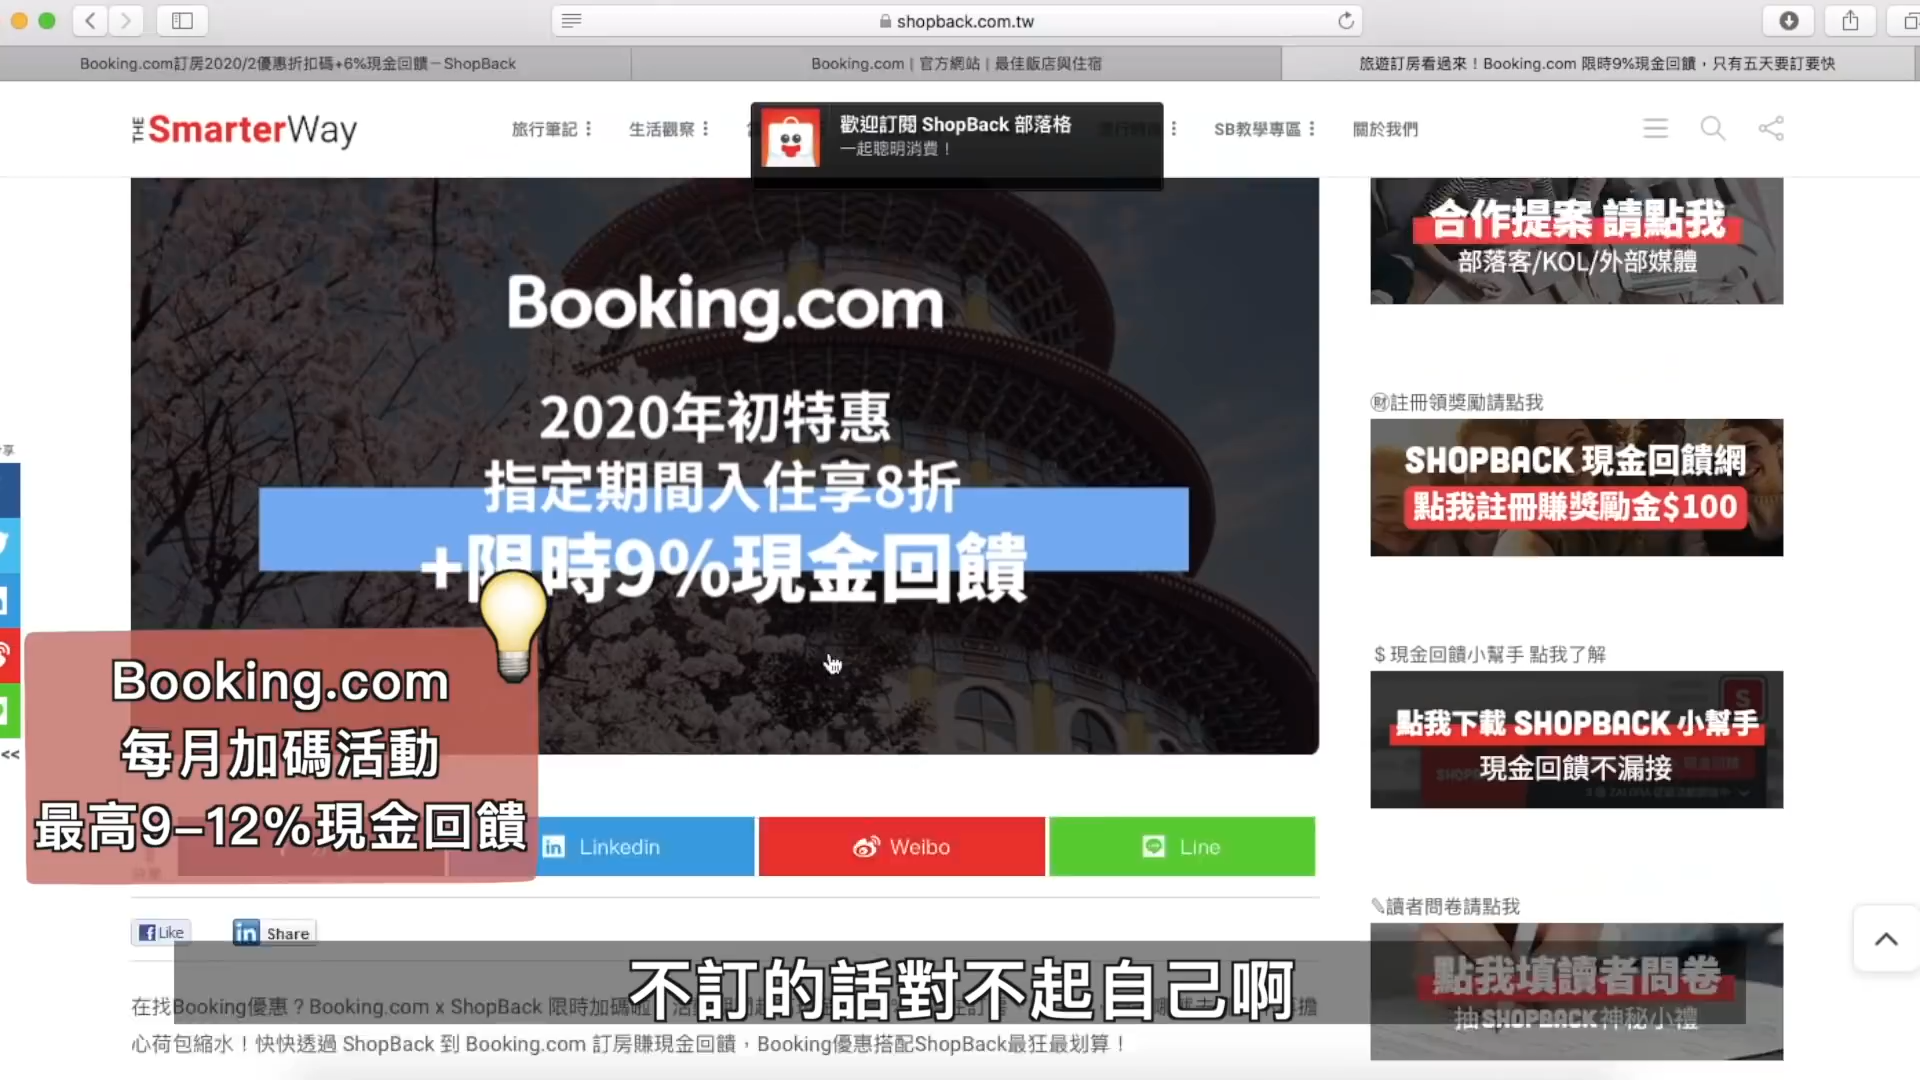 shopback.com.tw
Booking.com訂房2020/2優惠折扣碼+6%現金回饋－ShopBack
Booking.com | 官方網站 | 最佳飯店與住宿
旅遊訂房看過來！Booking.com 限時9%現金回饋，只有五天要訂要快
THE SmarterWay
旅行筆記
生活觀察
歡迎訂閱 ShopBack 部落格
一起聰明消費！
SB教學專區
關於我們
Booking.com
2020年初特惠
指定期間入住享8折
+限時9%現金回饋
合作提案 請點我
部落客/KOL/外部媒體
㊖註冊領獎勵請點我
SHOPBACK 現金回饋網
點我註冊賺獎勵金$100
$ 現金回饋小幫手 點我了解
點我下載 SHOPBACK 小幫手
現金回饋不漏接
✎讀者問卷請點我
點我填讀者問卷
抽SHOPBACK神秘小禮
Booking.com
每月加碼活動
最高9–12%現金回饋
<<
Linkedin
Weibo
Line
Like
Share
不訂的話對不起自己啊
在找Booking優惠？Booking.com x ShopBack 限時加碼
心荷包縮水！快快透過 ShopBack 到 Booking.com 訂房賺現金回饋，Booking優惠搭配ShopBack最狂最划算！